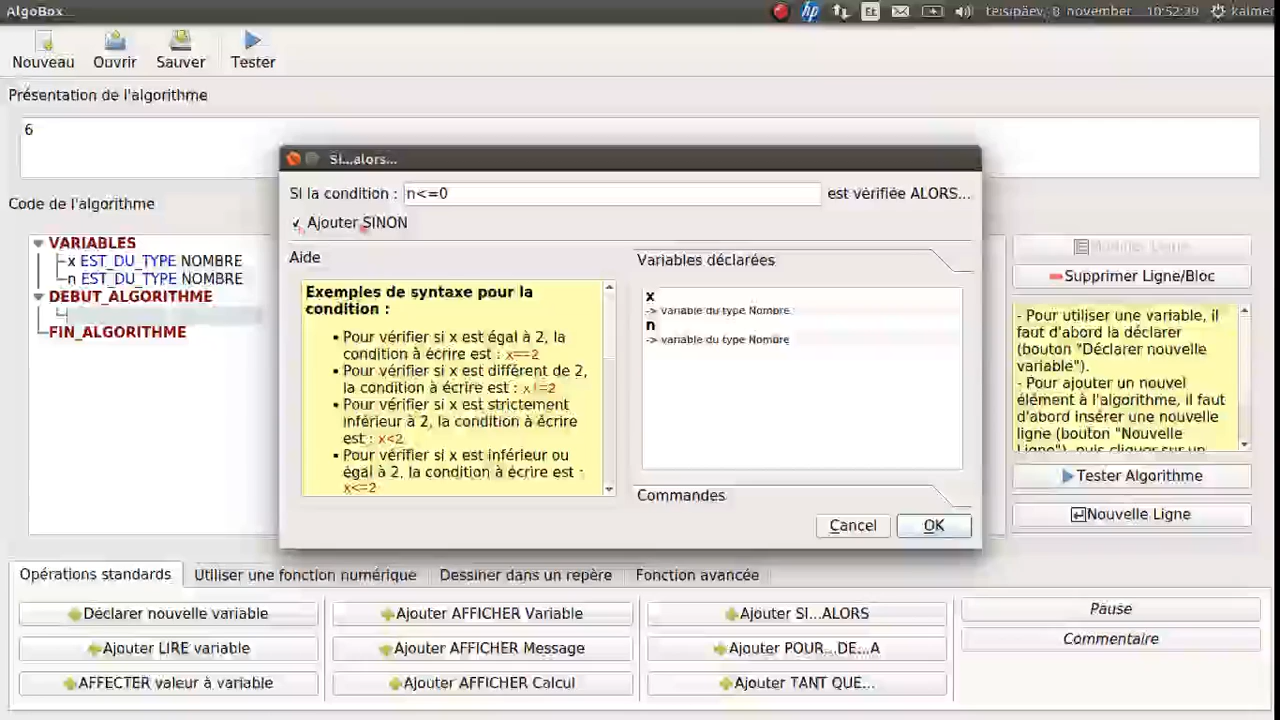 AlgoBox
Et
teisipäev, 8 november 10:52:39
kalmer
Nouveau
Ouvrir
Sauver
Tester
Présentation de l'algorithme
6
Si...alors...
SI la condition :
n<=0
est vérifiée ALORS...
Ajouter SINON
Code de l'algorithme
VARIABLES
x EST_DU_TYPE NOMBRE
n EST_DU_TYPE NOMBRE
DEBUT_ALGORITHME
FIN_ALGORITHME
Aide
Exemples de syntaxe pour la
condition :
• Pour vérifier si x est égal à 2, la
condition à écrire est : x==2
• Pour vérifier si x est différent de 2,
la condition à écrire est : x!=2
• Pour vérifier si x est strictement
inférieur à 2, la condition à écrire
est : x<2
• Pour vérifier si x est inférieur ou
égal à 2, la condition à écrire est :
x<=2
Variables déclarées
x
-> variable du type Nombre
n
-> variable du type Nombre
Commandes
Cancel
OK
Supprimer Ligne/Bloc
- Pour utiliser une variable, il
faut d'abord la déclarer
(bouton "Déclarer nouvelle
variable").
- Pour ajouter un nouvel
élément à l'algorithme, il faut
d'abord insérer une nouvelle
ligne (bouton "Nouvelle
Ligne"), puis cliquer sur un
Tester Algorithme
Nouvelle Ligne
Opérations standards
Utiliser une fonction numérique
Dessiner dans un repère
Fonction avancée
Déclarer nouvelle variable
Ajouter AFFICHER Variable
Ajouter SI...ALORS
Pause
Ajouter LIRE variable
Ajouter AFFICHER Message
Ajouter POUR...DE...A
Commentaire
AFFECTER valeur à variable
Ajouter AFFICHER Calcul
Ajouter TANT QUE...